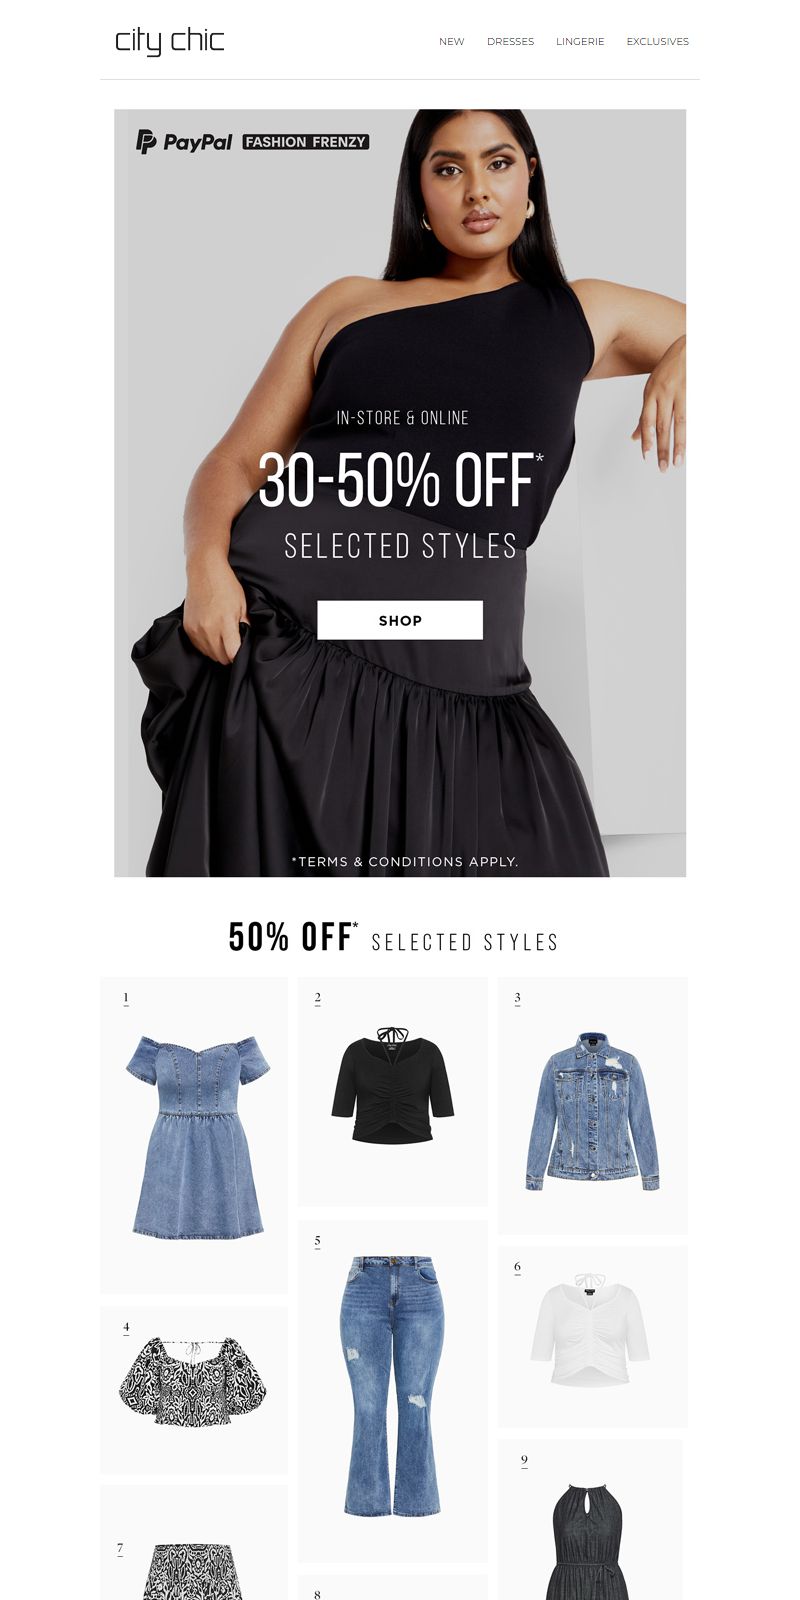 city chic
NEW DRESSES LINGERIE EXCLUSIVES
PayPal FASHION FRENZY
IN-STORE & ONLINE
30-50% OFF*
SELECTED STYLES
SHOP
*TERMS & CONDITIONS APPLY.
50% OFF* SELECTED STYLES
1
2
3
4
5
6
7
8
9